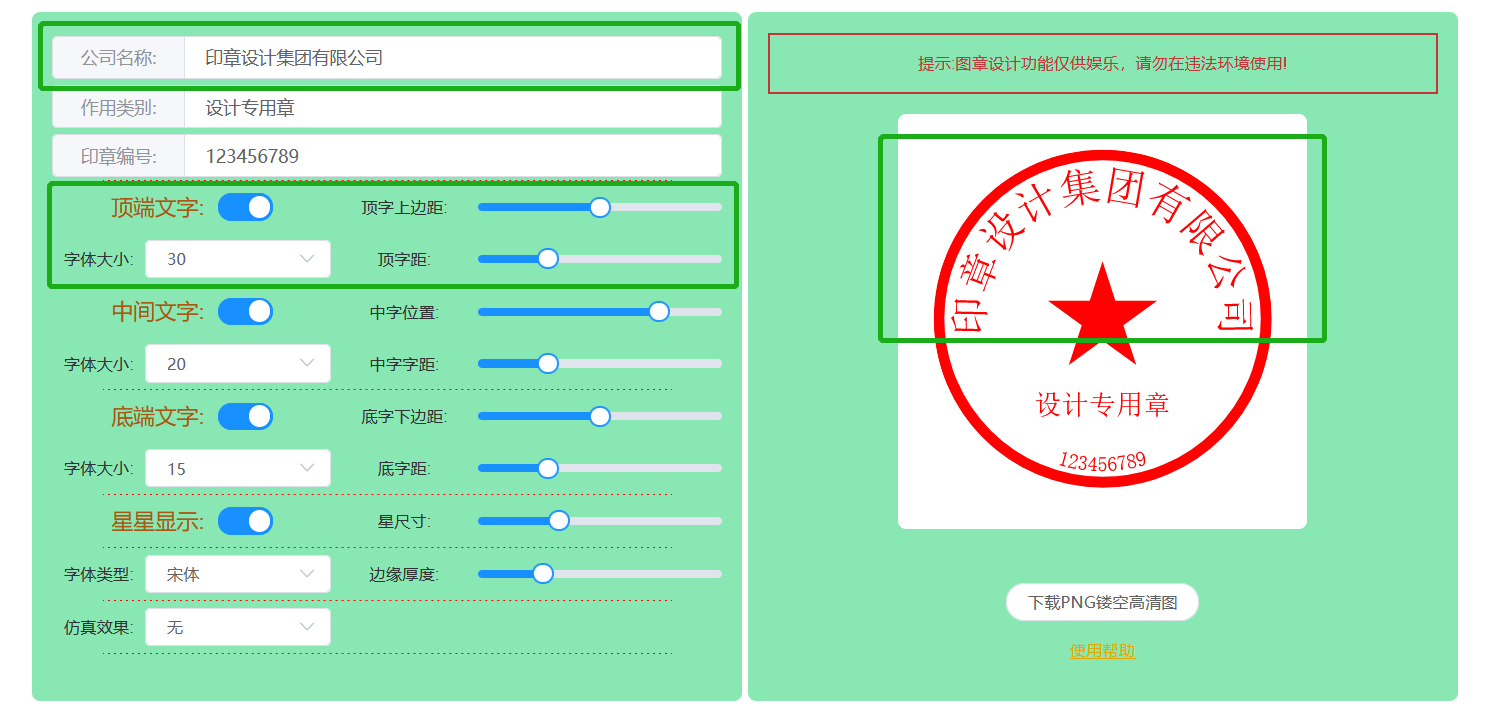 公司名称: 印章设计集团有限公司
作用类别: 设计专用章
印章编号: 123456789
顶端文字: 顶字上边距:
字体大小: 30 顶字距:
中间文字: 中字位置:
字体大小: 20 中字字距:
底端文字: 底字下边距:
字体大小: 15 底字距:
星星显示: 星尺寸:
字体类型: 宋体 边缘厚度:
仿真效果: 无
提示:图章设计功能仅供娱乐，请勿在违法环境使用!
印章设计集团有限公司
设计专用章
123456789
下载PNG镂空高清图
使用帮助